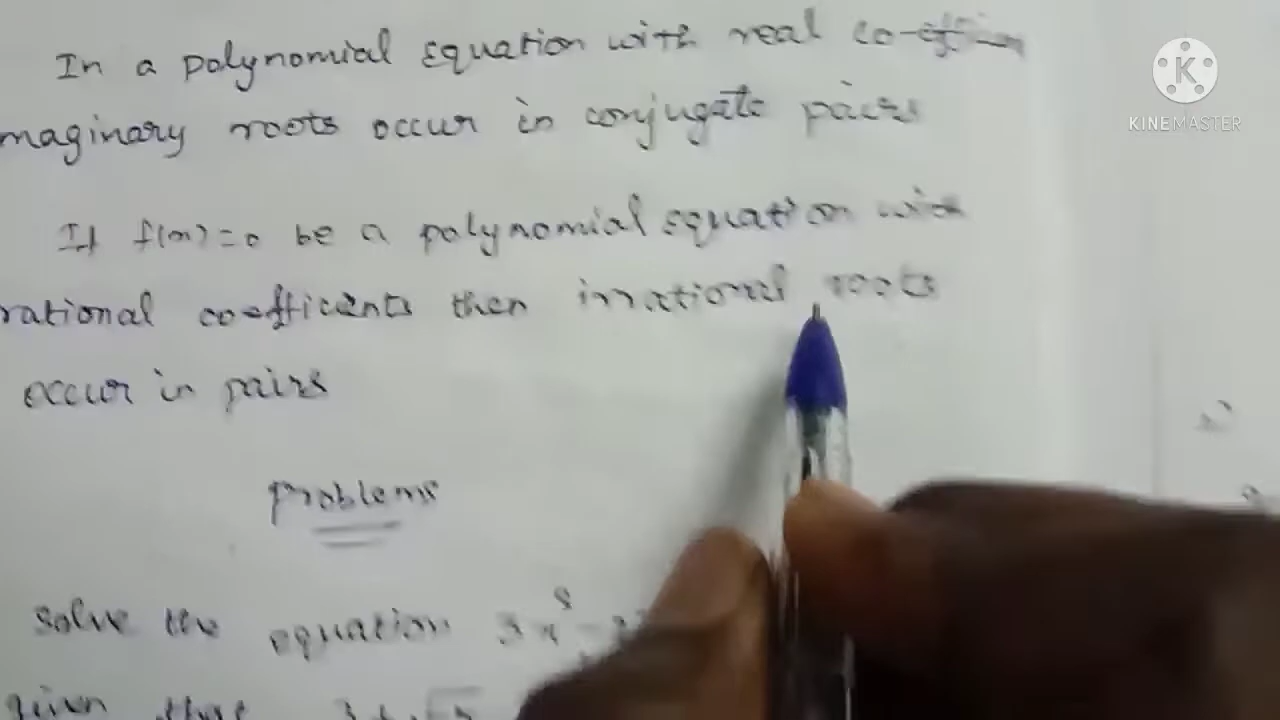 In a polynomial equation with real
maginary roots occur in conjugate pairs
If f(x)=0 be a polynomial equation with
rational coefficients then irrational roots
occur in pairs
Problems
solve the equation
given that
K
KINEMASTER